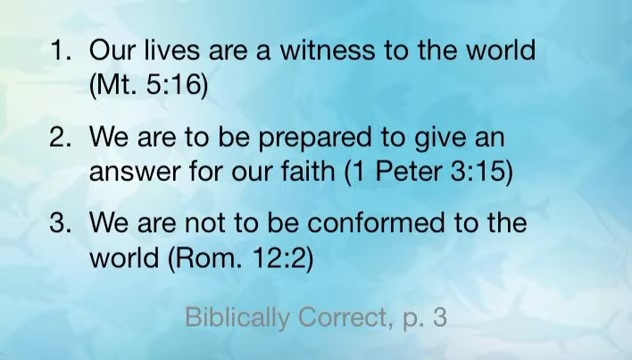 1. Our lives are a witness to the world
(Mt. 5:16)
2. We are to be prepared to give an
answer for our faith (1 Peter 3:15)
3. We are not to be conformed to the
world (Rom. 12:2)
Biblically Correct, p. 3